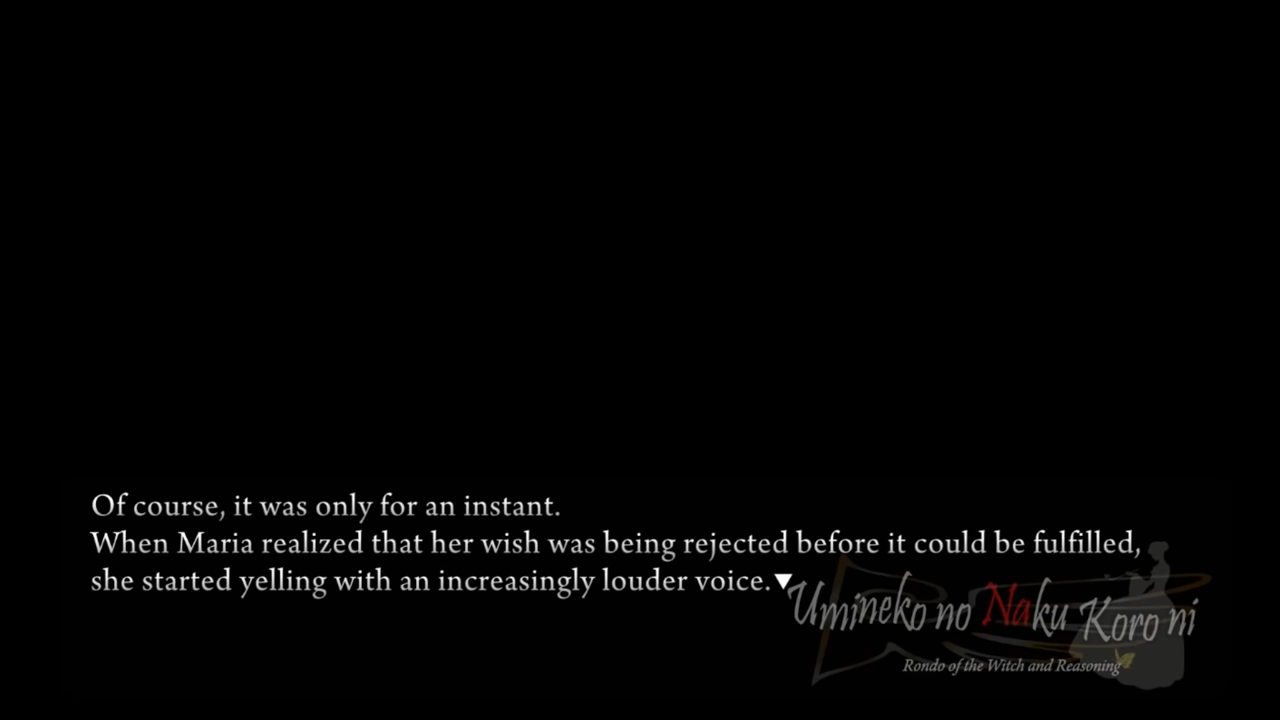 Of course, it was only for an instant.
When Maria realized that her wish was being rejected before it could be fulfilled,
she started yelling with an increasingly louder voice.
Umineko no Naku Koro ni
Rondo of the Witch and Reasoning